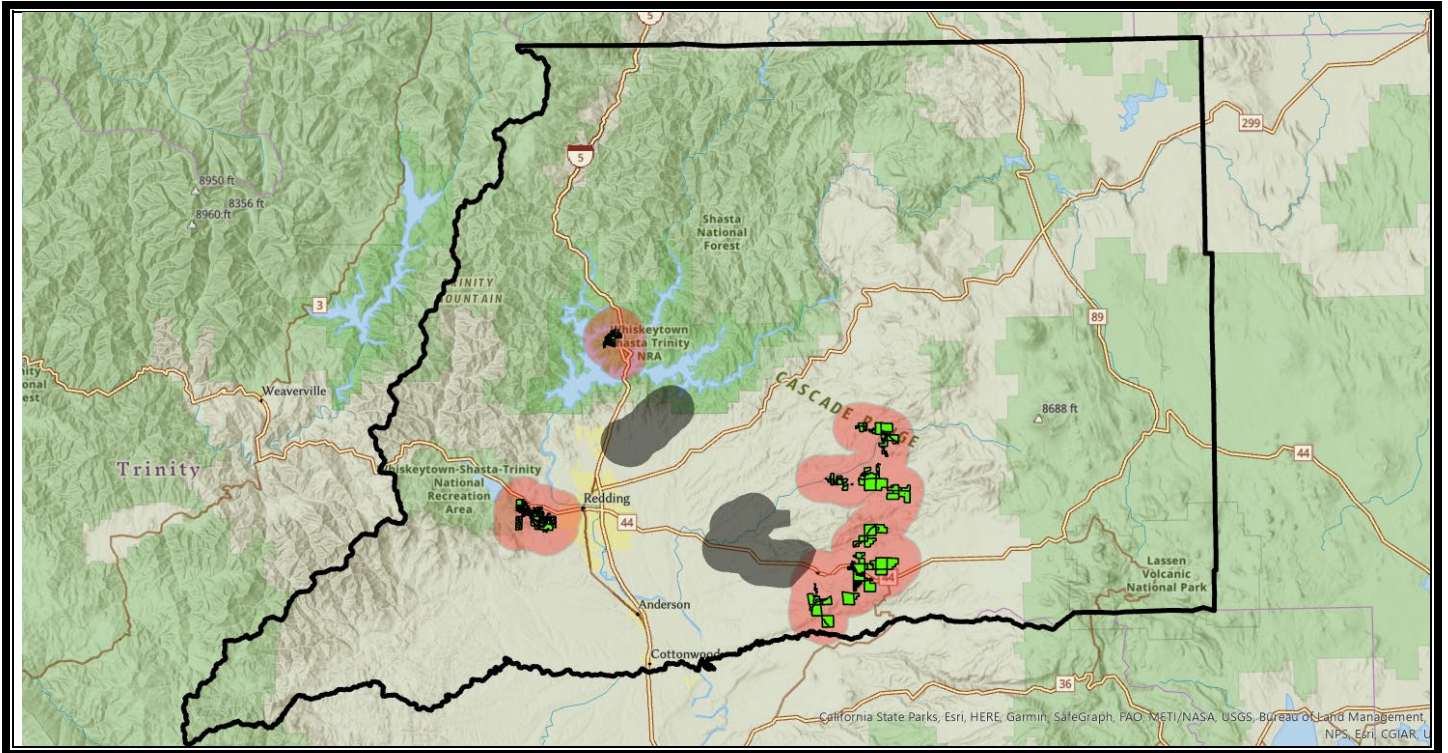 5
299
5
8950 ft
8356 ft
8960 ft
Shasta
National
Forest
RINITY
OUNTAIN
3
89
Whiskeytown
Shasta Trinity
NRA
CASCADE RANGE
8688 ft
Weaverville
44
Trinity
Whiskeytown-Shasta-Trinity
National
Recreation
Area
Redding
44
44
Lassen
Volcanic
National Park
Anderson
Cottonwood
36
California State Parks, Esri, HERE, Garmin, SafeGraph, FAO, METI/NASA, USGS, Bureau of Land Management,
NPS, Esri, CGIAR, U